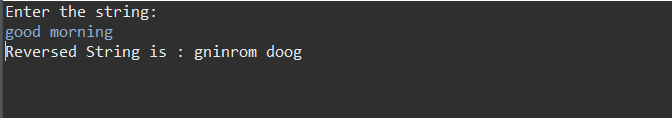 Enter the string:
good morning
Reversed String is : gninrom doog